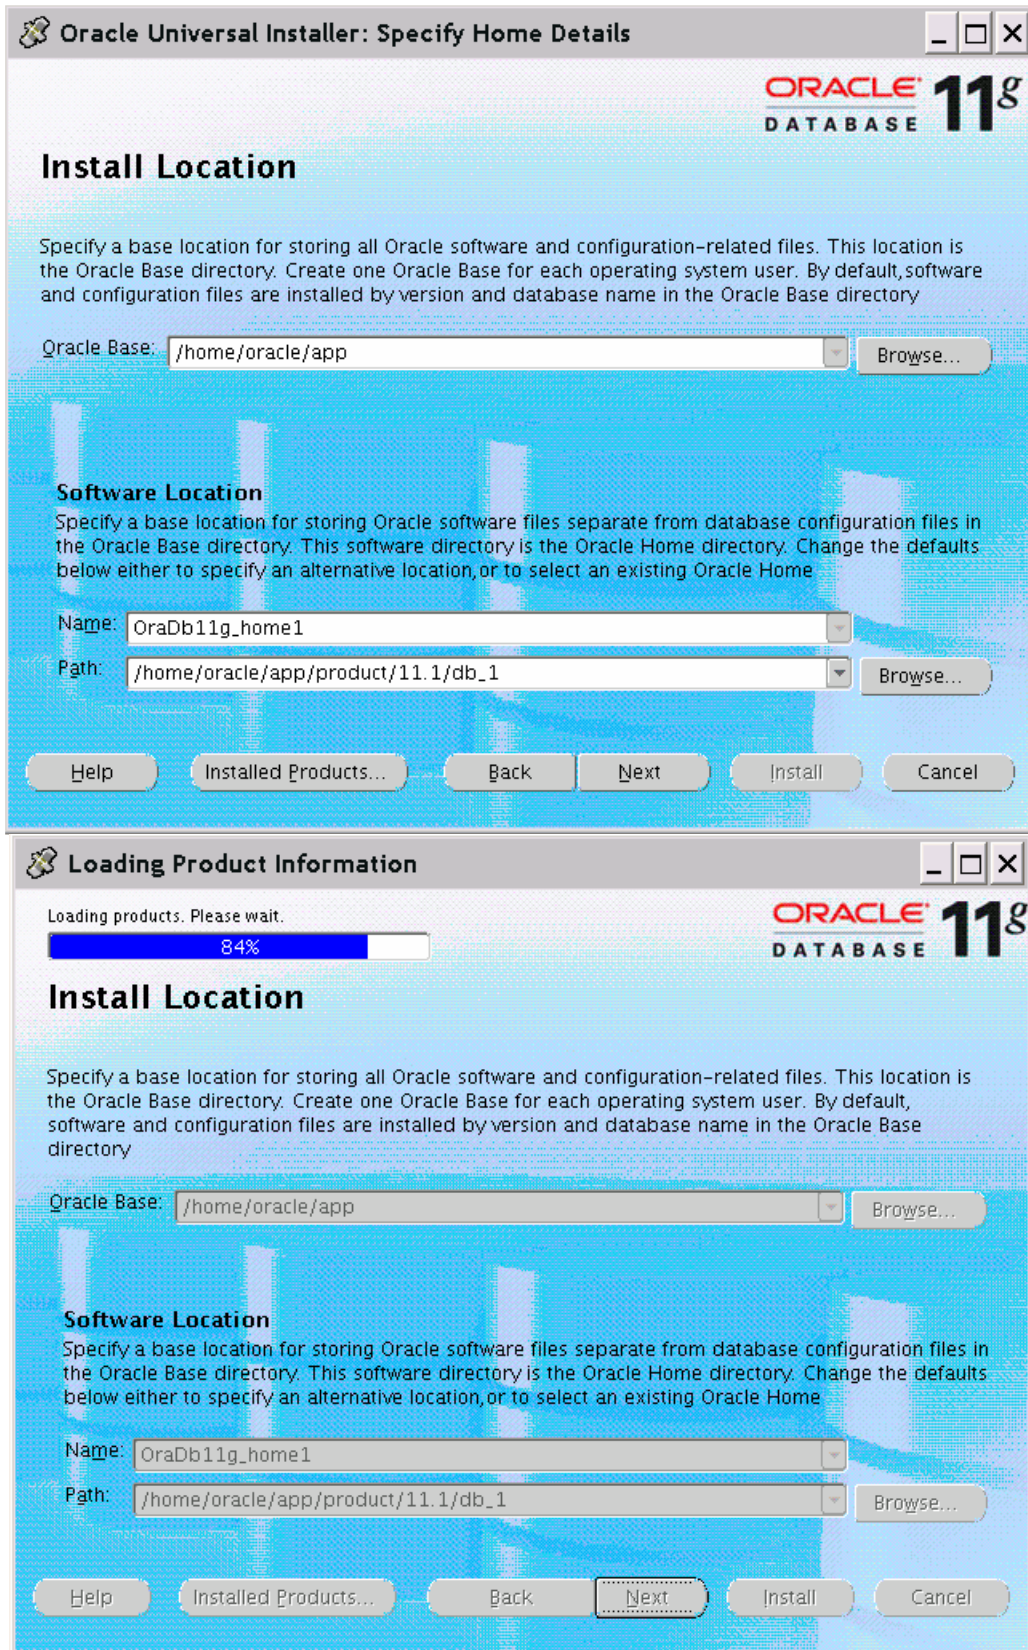 Oracle Universal Installer: Specify Home Details
ORACLE 11g
DATABASE
Install Location
Specify a base location for storing all Oracle software and configuration-related files. This location is
the Oracle Base directory. Create one Oracle Base for each operating system user. By default,software
and configuration files are installed by version and database name in the Oracle Base directory
Oracle Base: /home/oracle/app Browse...
Software Location
Specify a base location for storing Oracle software files separate from database configuration files in
the Oracle Base directory. This software directory is the Oracle Home directory. Change the defaults
below either to specify an alternative location,or to select an existing Oracle Home
Name: OraDb11g_home1
Path: /home/oracle/app/product/11.1/db_1 Browse...
Help Installed Products... Back Next Install Cancel
Loading Product Information
Loading products. Please wait.
84%
ORACLE 11g
DATABASE
Install Location
Specify a base location for storing all Oracle software and configuration-related files. This location is
the Oracle Base directory. Create one Oracle Base for each operating system user. By default,
software and configuration files are installed by version and database name in the Oracle Base
directory
Oracle Base: /home/oracle/app Browse...
Software Location
Specify a base location for storing Oracle software files separate from database configuration files in
the Oracle Base directory. This software directory is the Oracle Home directory. Change the defaults
below either to specify an alternative location,or to select an existing Oracle Home
Name: OraDb11g_home1
Path: /home/oracle/app/product/11.1/db_1 Browse...
Help Installed Products... Back Next Install Cancel